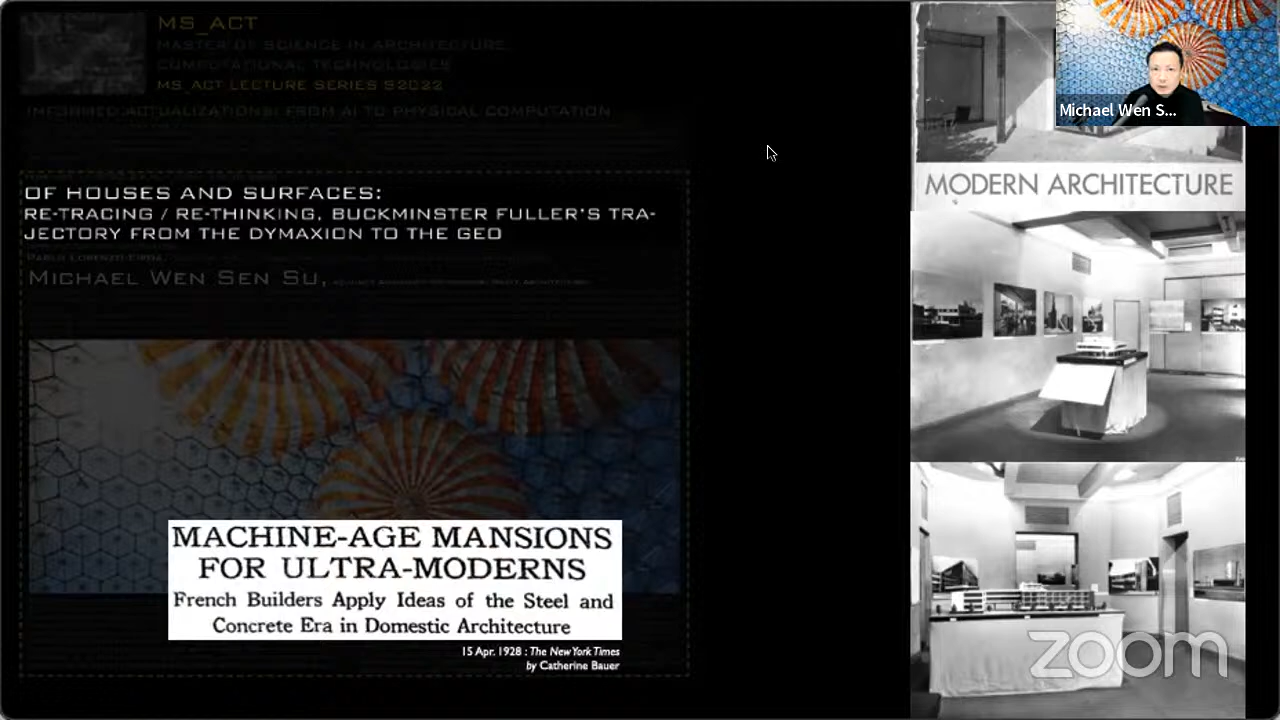 MS_ACT
MASTER OF SCIENCE IN ARCHITECTURE,
COMPUTATIONAL TECHNOLOGIES
MS_ACT LECTURE SERIES S2022
INFORMED ACTUALIZATIONS: FROM AI TO PHYSICAL COMPUTATION
OF HOUSES AND SURFACES:
RE-TRACING / RE-THINKING, BUCKMINSTER FULLER'S TRA-
JECTORY FROM THE DYMAXION TO THE GEO
PABLO LORENZO-EIROA,
MICHAEL WEN SEN SU,
MACHINE-AGE MANSIONS
FOR ULTRA-MODERNS
French Builders Apply Ideas of the Steel and
Concrete Era in Domestic Architecture
15 Apr. 1928 : The New York Times
by Catherine Bauer
MODERN ARCHITECTURE
Michael Wen S...
zoom